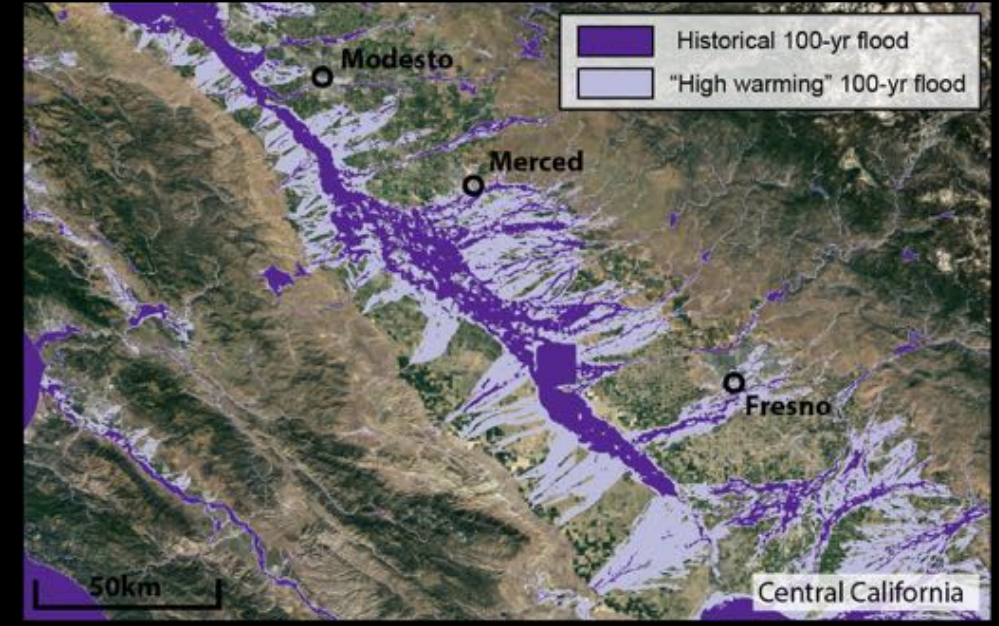 Historical 100-yr flood
“High warming” 100-yr flood
Modesto
Merced
Fresno
50km
Central California